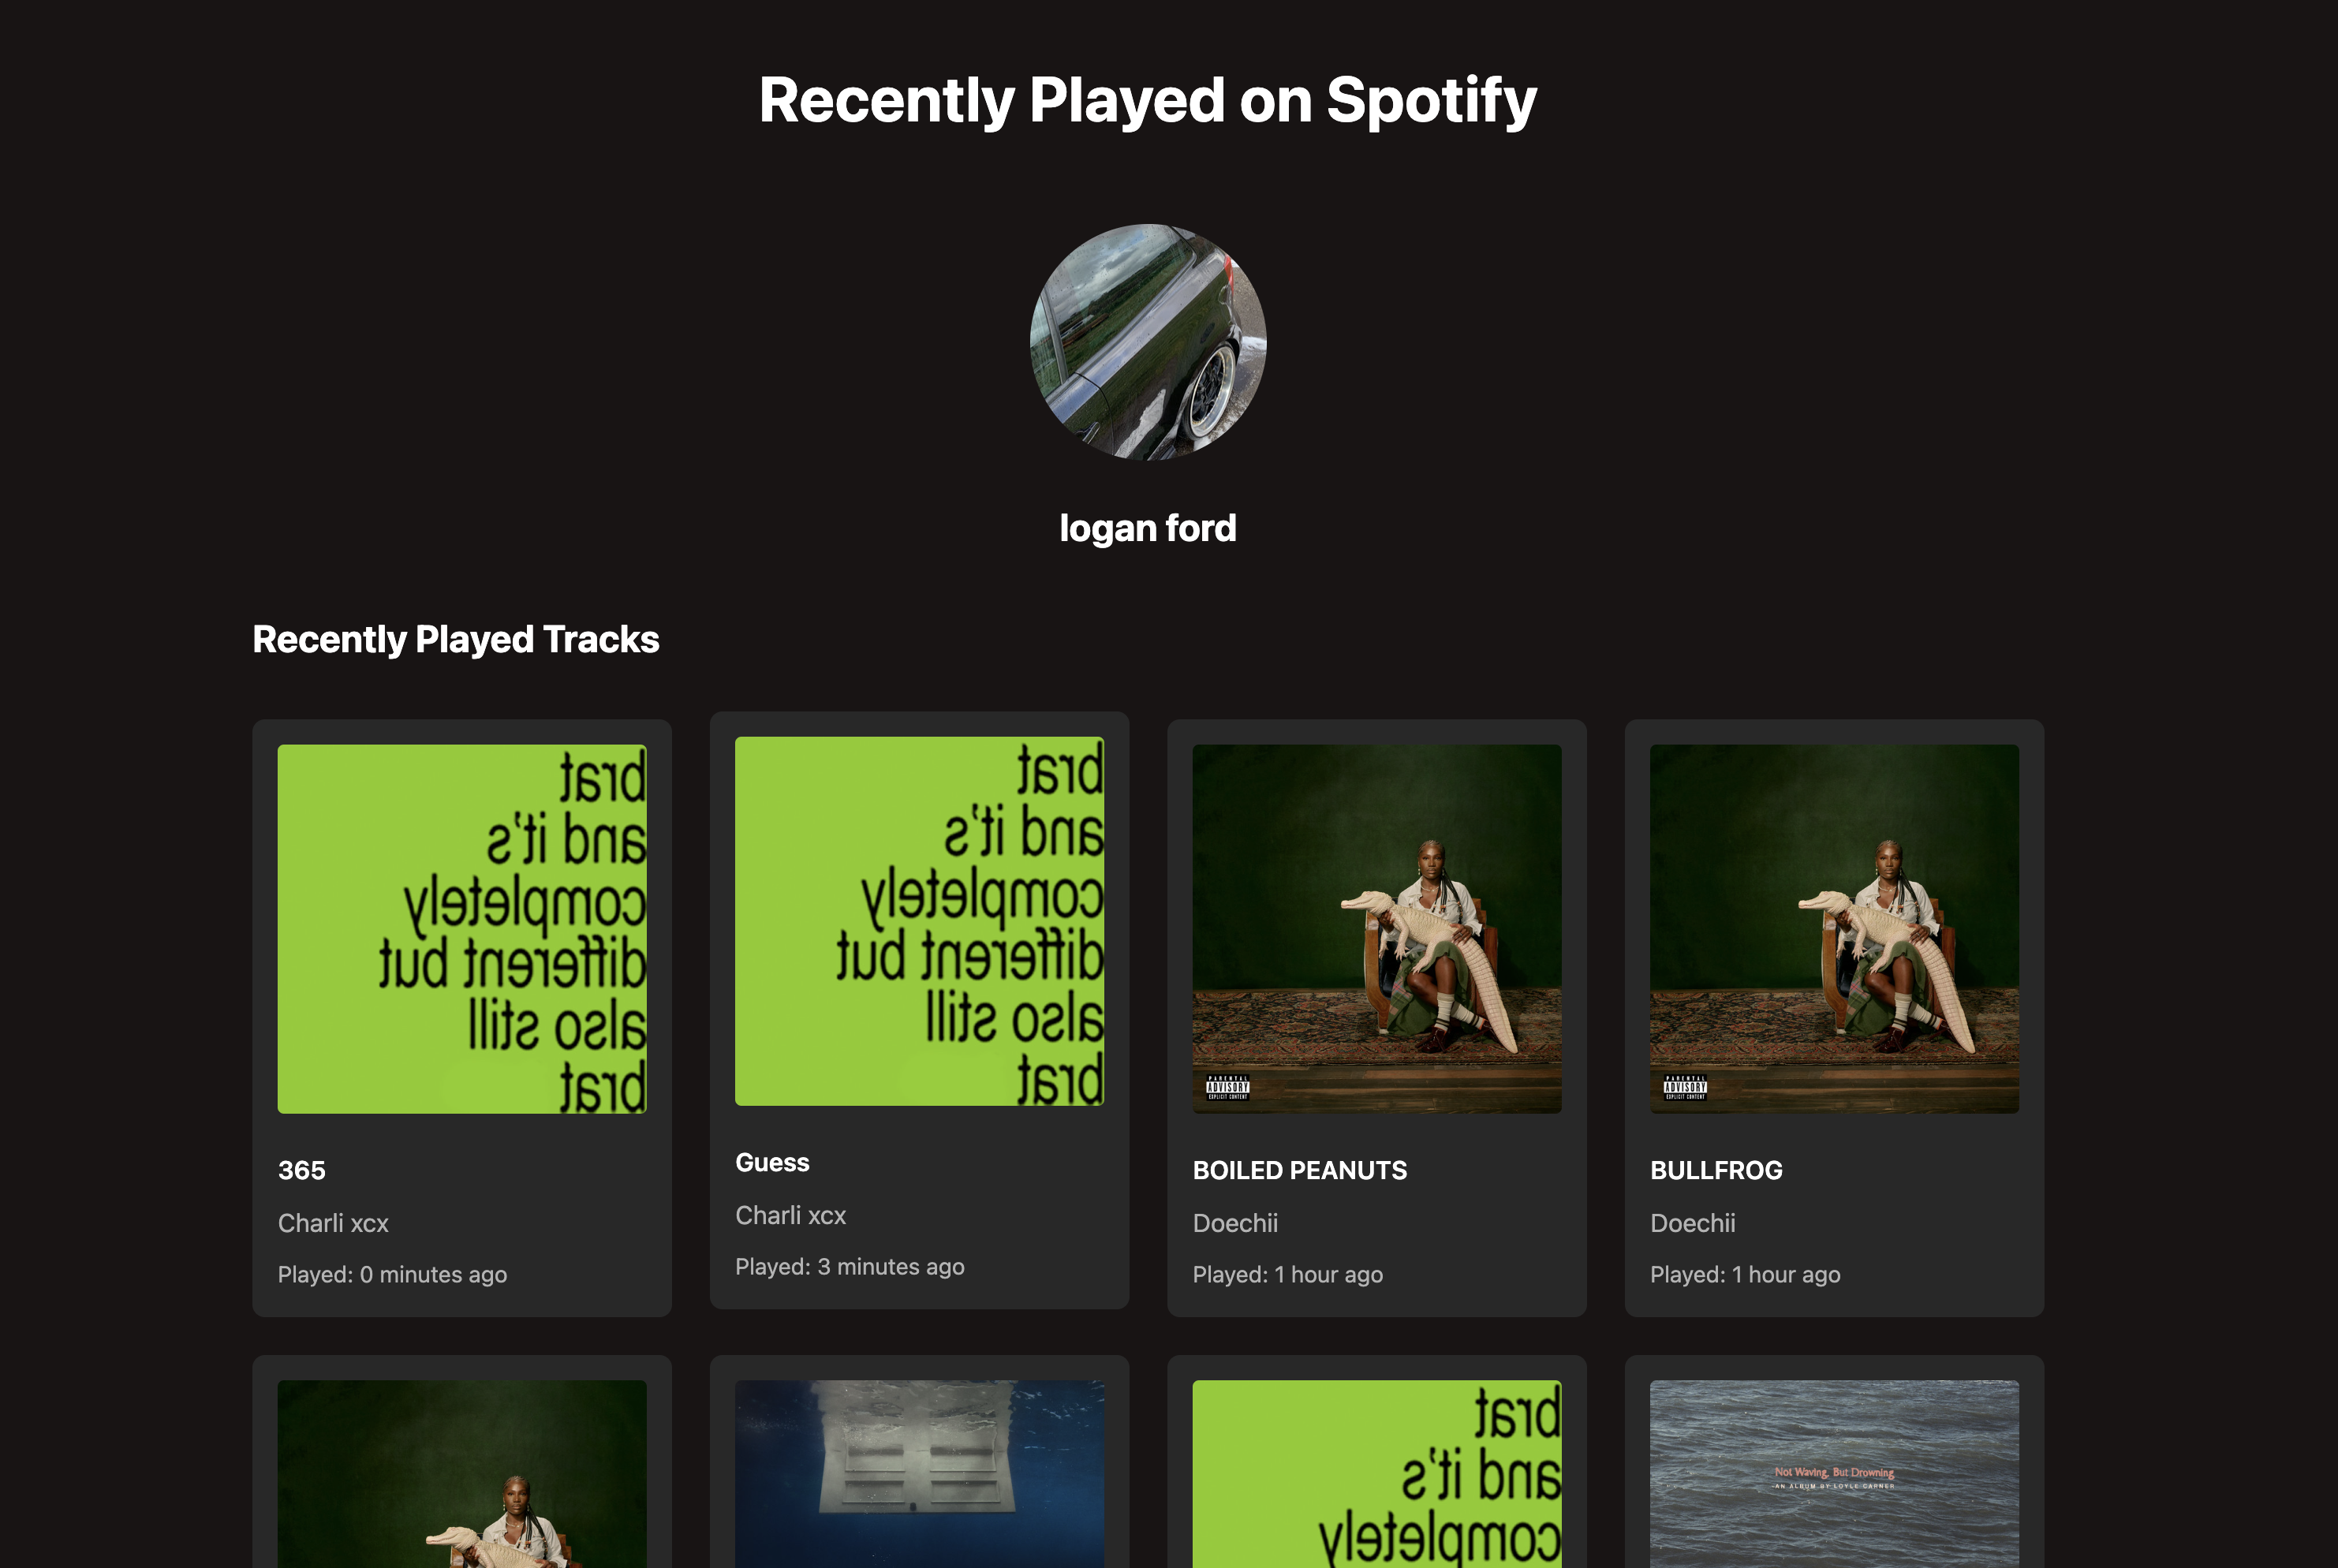 Recently Played on Spotify
logan ford
Recently Played Tracks
brat
and it's
completely
different but
also still
brat
365
Charli xcx
Played: 0 minutes ago
brat
and it's
completely
different but
also still
brat
Guess
Charli xcx
Played: 3 minutes ago
PARENTAL
ADVISORY
EXPLICIT CONTENT
BOILED PEANUTS
Doechii
Played: 1 hour ago
PARENTAL
ADVISORY
EXPLICIT CONTENT
BULLFROG
Doechii
Played: 1 hour ago
brat
and it's
completely
Not Waving, But Drowning
AN ALBUM BY LOYLE CARNER